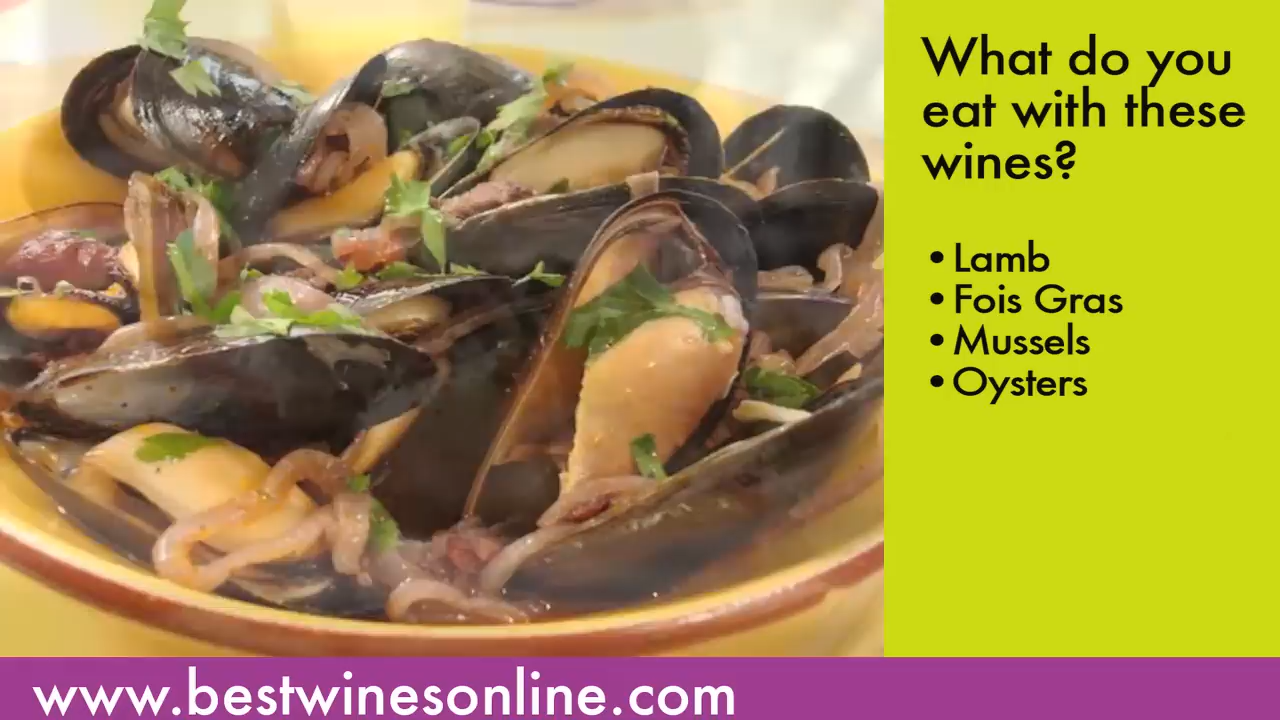 What do you
eat with these
wines?
• Lamb
• Fois Gras
• Mussels
• Oysters
www.bestwinesonline.com